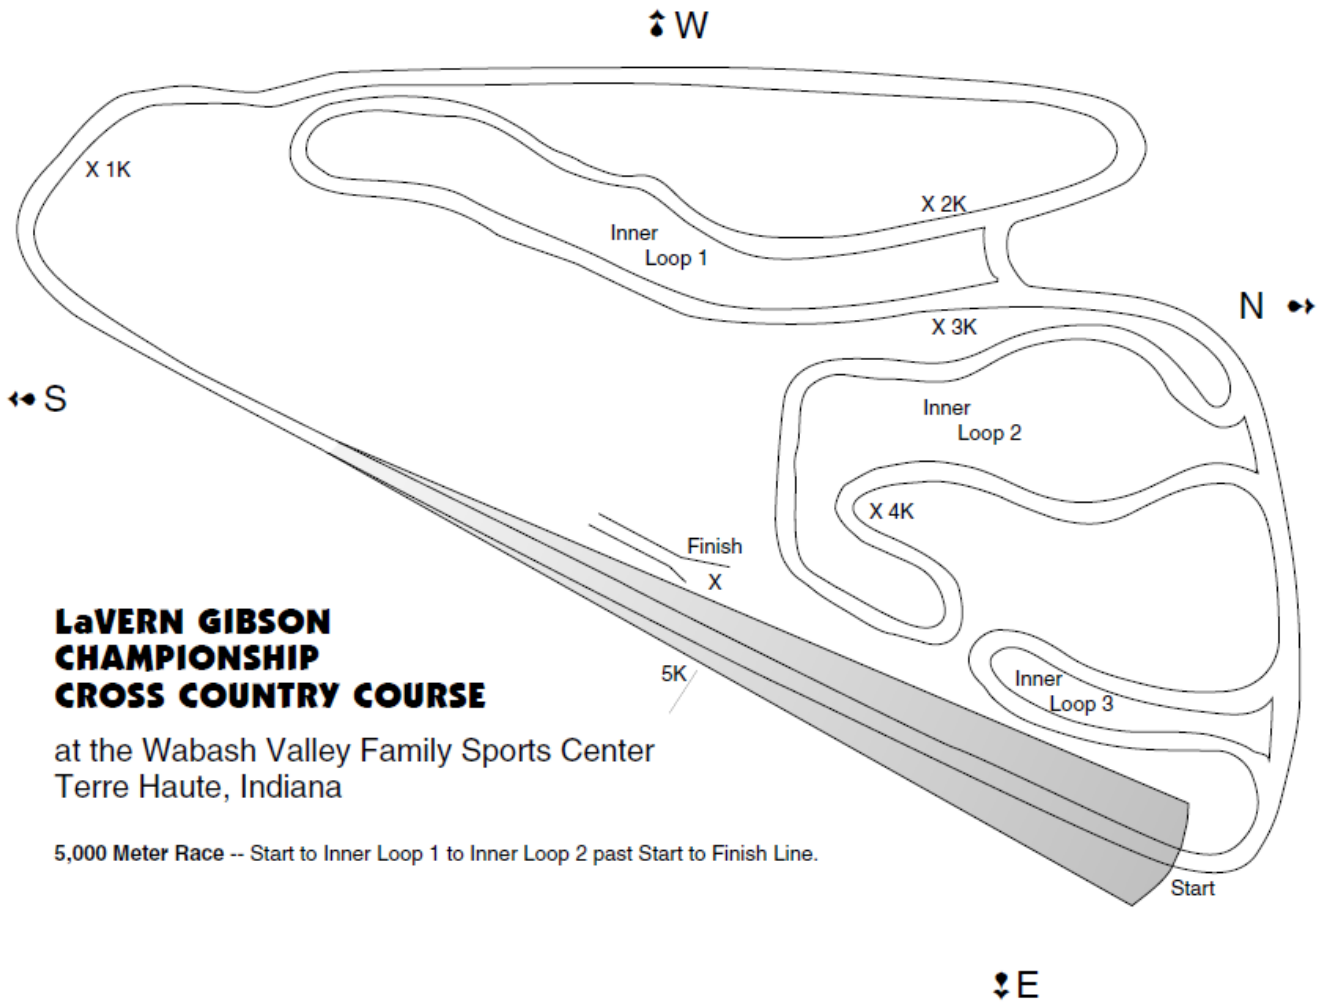 W
X 1K
X 2K
Inner
Loop 1
N
X 3K
S
Inner
Loop 2
X 4K
Finish
X
LaVERN GIBSON
CHAMPIONSHIP
CROSS COUNTRY COURSE
5K
Inner
Loop 3
at the Wabash Valley Family Sports Center
Terre Haute, Indiana
5,000 Meter Race -- Start to Inner Loop 1 to Inner Loop 2 past Start to Finish Line.
Start
E